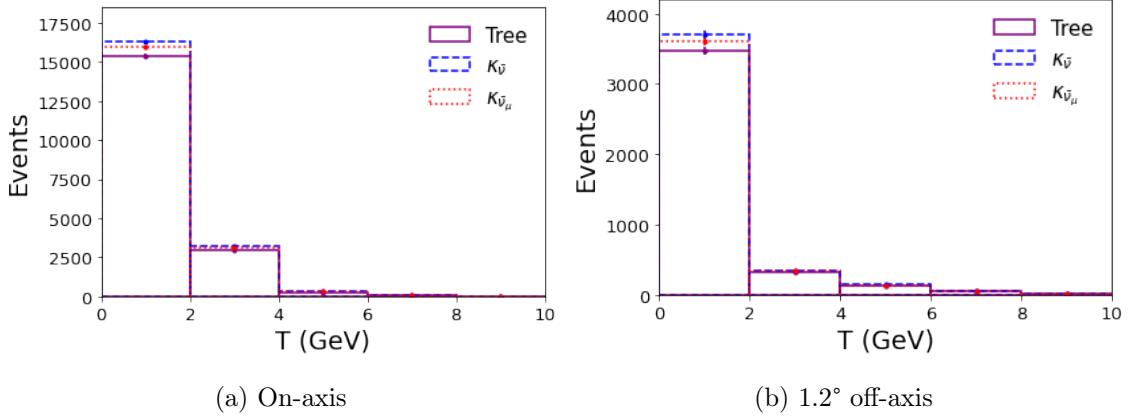 17500
15000
12500
10000
7500
5000
2500
0
Events
Tree
κ_ν̄
κ_ν̄_μ
0 2 4 6 8 10
T (GeV)
(a) On-axis
4000
3000
2000
1000
0
Events
Tree
κ_ν̄
κ_ν̄_μ
0 2 4 6 8 10
T (GeV)
(b) 1.2° off-axis